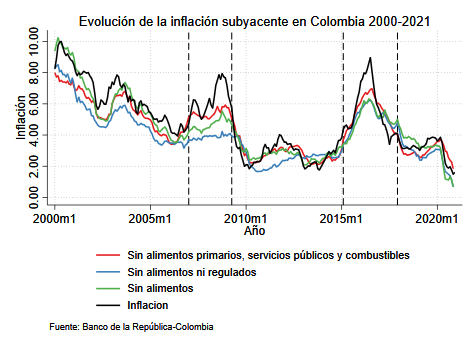 Evolución de la inflación subyacente en Colombia 2000-2021
Inflación
10.00
8.00
6.00
4.00
2.00
0.00
2000m1 2005m1 2010m1 2015m1 2020m1
Año
Sin alimentos primarios, servicios públicos y combustibles
Sin alimentos ni regulados
Sin alimentos
Inflacion
Fuente: Banco de la República-Colombia